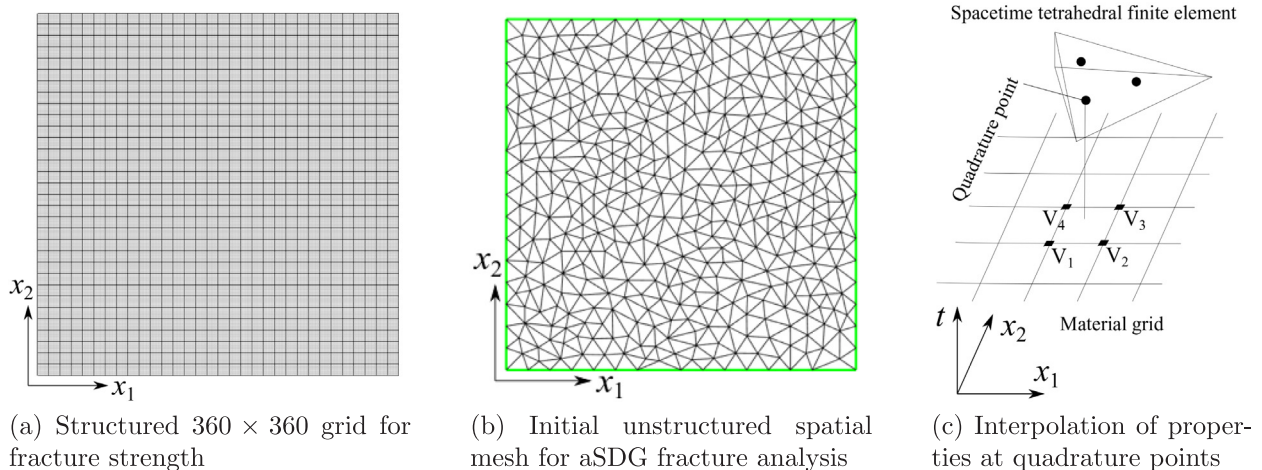 Spacetime tetrahedral finite element
Quadrature point
V4
V3
V1
V2
x2
x1
x2
x1
t
x2
Material grid
x1
(a) Structured 360 × 360 grid for
fracture strength
(b) Initial unstructured spatial
mesh for aSDG fracture analysis
(c) Interpolation of proper-
ties at quadrature points